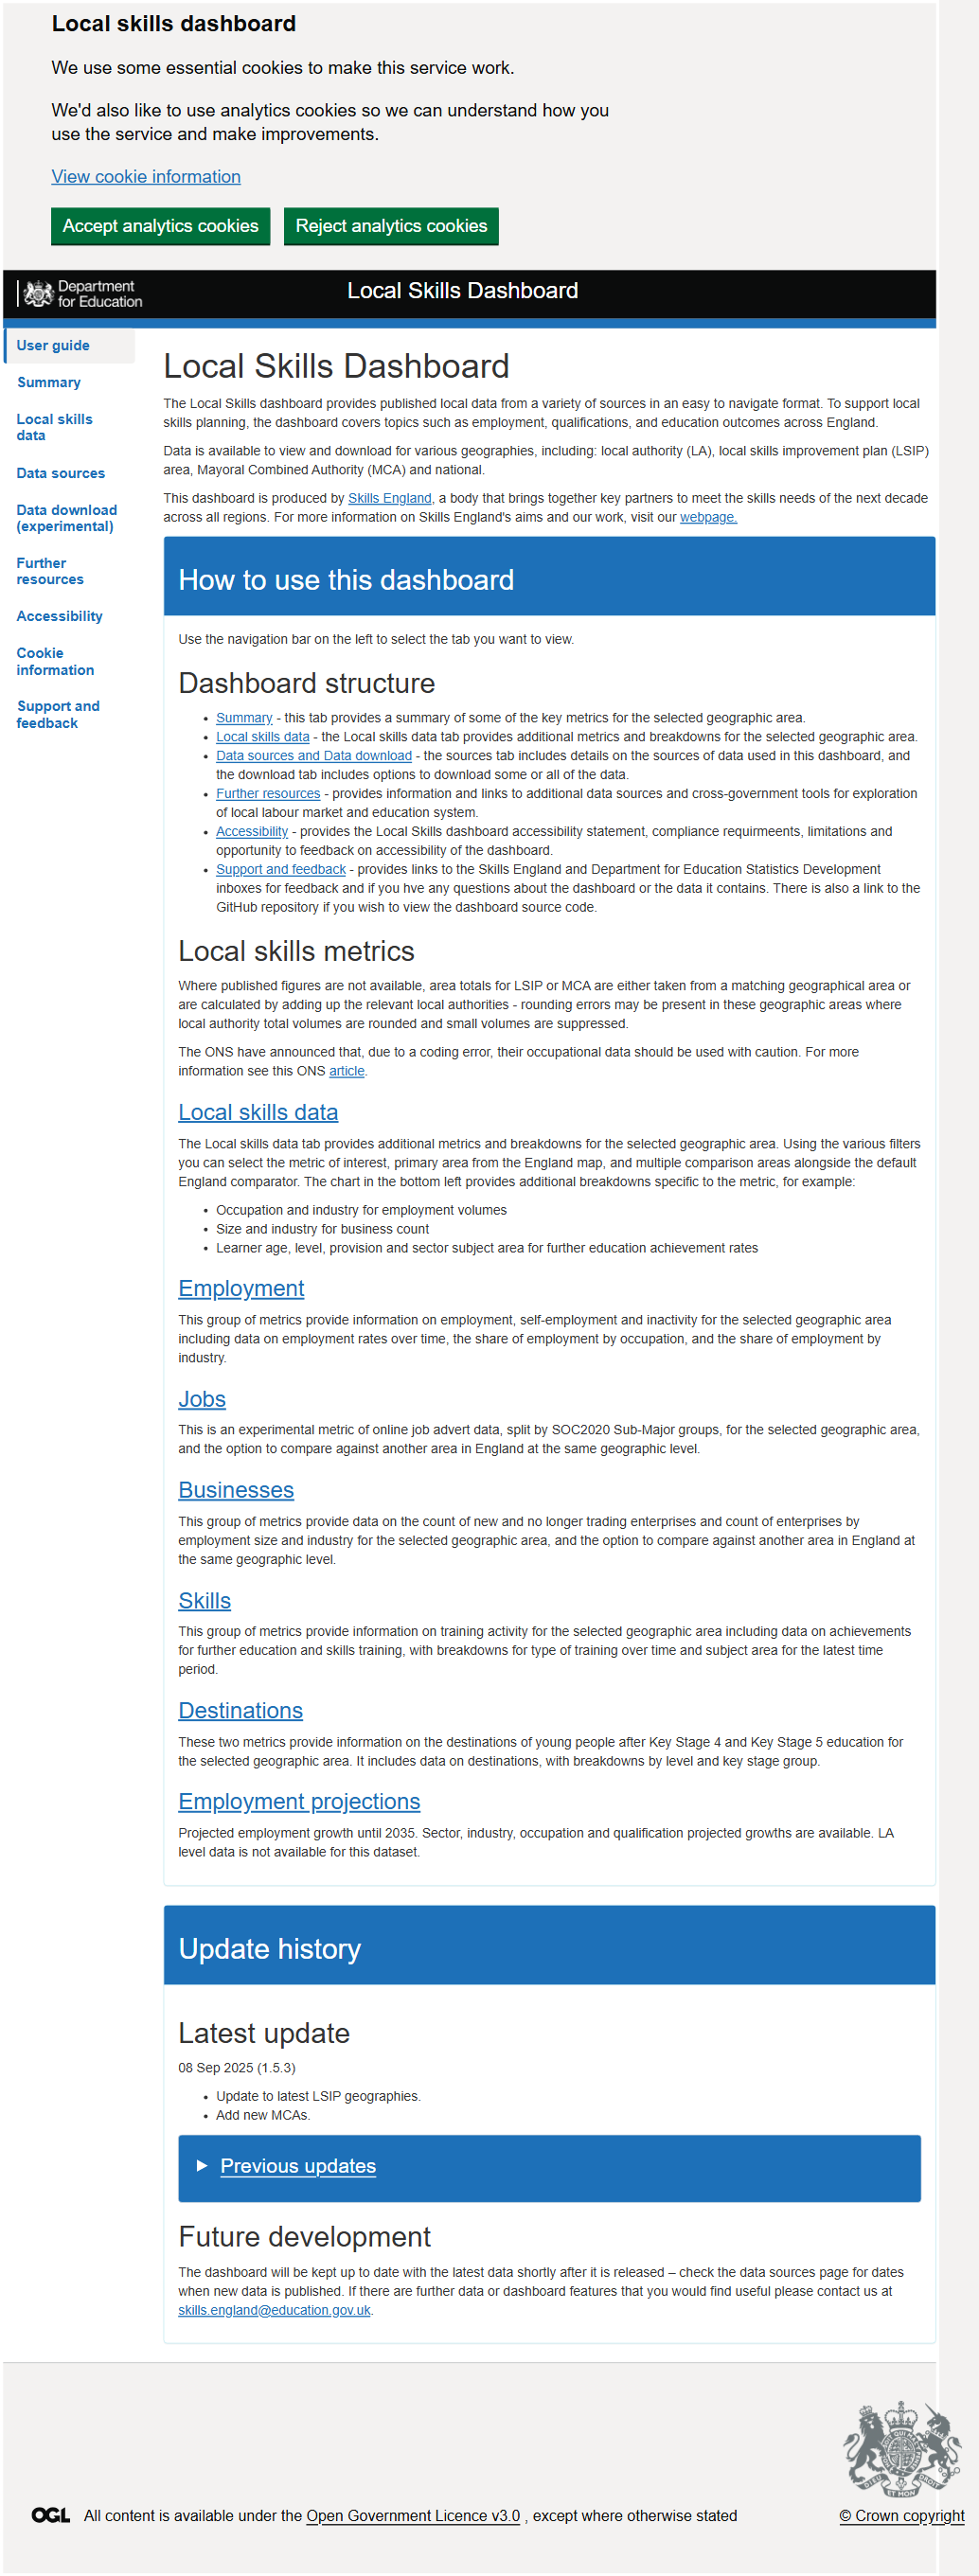 Local skills dashboard
We use some essential cookies to make this service work.
We'd also like to use analytics cookies so we can understand how you
use the service and make improvements.
View cookie information
Accept analytics cookies
Reject analytics cookies
Department
for Education
Local Skills Dashboard
User guide
Summary
Local skills
data
Data sources
Data download
(experimental)
Further
resources
Accessibility
Cookie
information
Support and
feedback
Local Skills Dashboard
The Local Skills dashboard provides published local data from a variety of sources in an easy to navigate format. To support local
skills planning, the dashboard covers topics such as employment, qualifications, and education outcomes across England.
Data is available to view and download for various geographies, including: local authority (LA), local skills improvement plan (LSIP)
area, Mayoral Combined Authority (MCA) and national.
This dashboard is produced by Skills England, a body that brings together key partners to meet the skills needs of the next decade
across all regions. For more information on Skills England's aims and our work, visit our webpage.
How to use this dashboard
Use the navigation bar on the left to select the tab you want to view.
Dashboard structure
• Summary - this tab provides a summary of some of the key metrics for the selected geographic area.
• Local skills data - the Local skills data tab provides additional metrics and breakdowns for the selected geographic area.
• Data sources and Data download - the sources tab includes details on the sources of data used in this dashboard, and
the download tab includes options to download some or all of the data.
• Further resources - provides information and links to additional data sources and cross-government tools for exploration
of local labour market and education system.
• Accessibility - provides the Local Skills dashboard accessibility statement, compliance requirmeents, limitations and
opportunity to feedback on accessibility of the dashboard.
• Support and feedback - provides links to the Skills England and Department for Education Statistics Development
inboxes for feedback and if you hve any questions about the dashboard or the data it contains. There is also a link to the
GitHub repository if you wish to view the dashboard source code.
Local skills metrics
Where published figures are not available, area totals for LSIP or MCA are either taken from a matching geographical area or
are calculated by adding up the relevant local authorities - rounding errors may be present in these geographic areas where
local authority total volumes are rounded and small volumes are suppressed.
The ONS have announced that, due to a coding error, their occupational data should be used with caution. For more
information see this ONS article.
Local skills data
The Local skills data tab provides additional metrics and breakdowns for the selected geographic area. Using the various filters
you can select the metric of interest, primary area from the England map, and multiple comparison areas alongside the default
England comparator. The chart in the bottom left provides additional breakdowns specific to the metric, for example:
• Occupation and industry for employment volumes
• Size and industry for business count
• Learner age, level, provision and sector subject area for further education achievement rates
Employment
This group of metrics provide information on employment, self-employment and inactivity for the selected geographic area
including data on employment rates over time, the share of employment by occupation, and the share of employment by
industry.
Jobs
This is an experimental metric of online job advert data, split by SOC2020 Sub-Major groups, for the selected geographic area,
and the option to compare against another area in England at the same geographic level.
Businesses
This group of metrics provide data on the count of new and no longer trading enterprises and count of enterprises by
employment size and industry for the selected geographic area, and the option to compare against another area in England at
the same geographic level.
Skills
This group of metrics provide information on training activity for the selected geographic area including data on achievements
for further education and skills training, with breakdowns for type of training over time and subject area for the latest time
period.
Destinations
These two metrics provide information on the destinations of young people after Key Stage 4 and Key Stage 5 education for
the selected geographic area. It includes data on destinations, with breakdowns by level and key stage group.
Employment projections
Projected employment growth until 2035. Sector, industry, occupation and qualification projected growths are available. LA
level data is not available for this dataset.
Update history
Latest update
08 Sep 2025 (1.5.3)
• Update to latest LSIP geographies.
• Add new MCAs.
Previous updates
Future development
The dashboard will be kept up to date with the latest data shortly after it is released – check the data sources page for dates
when new data is published. If there are further data or dashboard features that you would find useful please contact us at
skills.england@education.gov.uk.
OGL All content is available under the Open Government Licence v3.0 , except where otherwise stated
© Crown copyright